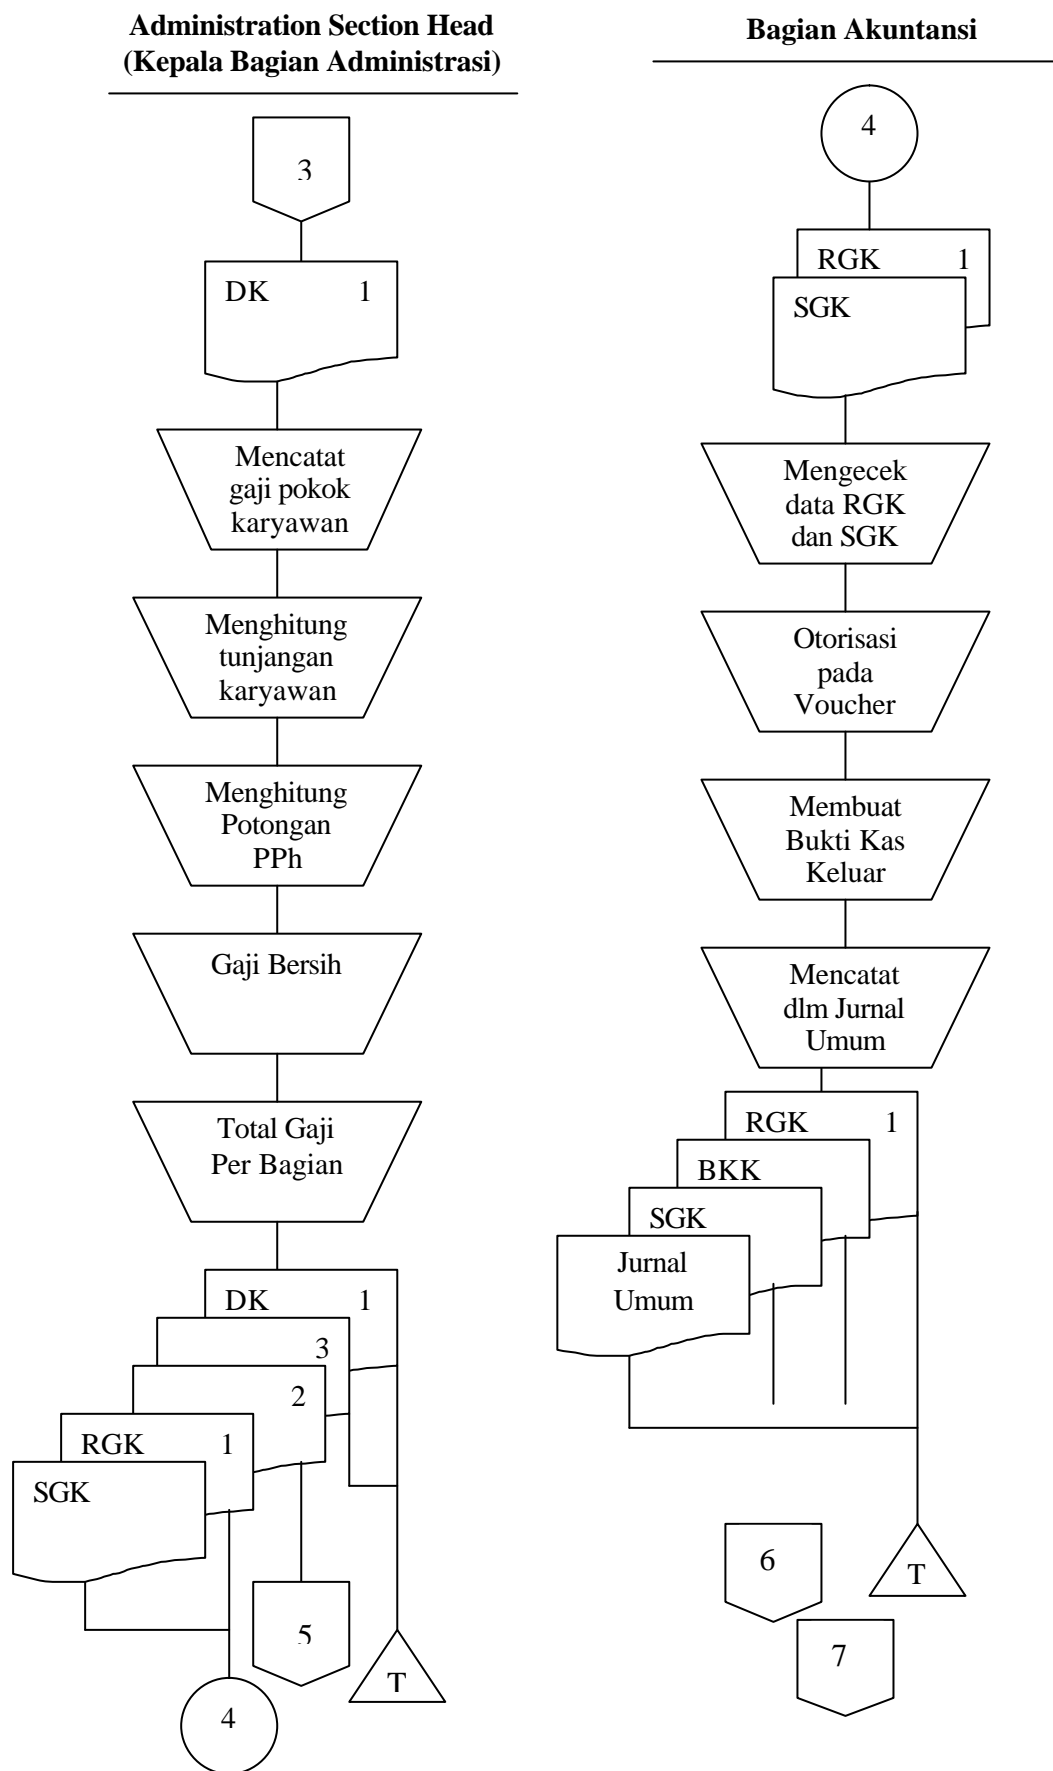 Administration Section Head
(Kepala Bagian Administrasi)
3
DK 1
Mencatat
gaji pokok
karyawan
Menghitung
tunjangan
karyawan
Menghitung
Potongan
PPh
Gaji Bersih
Total Gaji
Per Bagian
DK 1
3
2
RGK 1
SGK
5
T
4
Bagian Akuntansi
4
RGK 1
SGK
Mengecek
data RGK
dan SGK
Otorisasi
pada
Voucher
Membuat
Bukti Kas
Keluar
Mencatat
dlm Jurnal
Umum
RGK 1
BKK
SGK
Jurnal
Umum
6
T
7